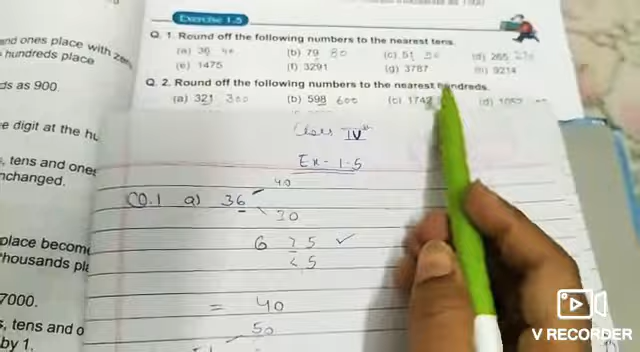 Exercise 1.5
Q. 1. Round off the following numbers to the nearest tens.
(a) 36 40 (b) 79 80 (c) 51 50 (d) 265 270
(e) 1475 (f) 3291 (g) 3787 (h) 9214
Q. 2. Round off the following numbers to the nearest hundreds.
(a) 321 300 (b) 598 600 (c) 1742 (d)
and ones place with zero
hundreds place
ds as 900.
e digit at the hu
, tens and ones
nchanged.
place become
thousands pl
7000.
s, tens and o
by 1.
Class IV
Ex - 1.5
Q.1 a) 36
40
30
6 > 5 ✓
< 5
= 40
50
V RECORDER